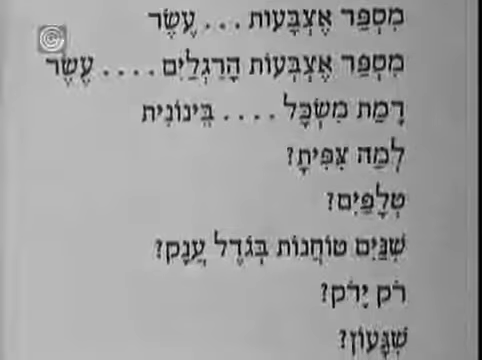 מִסְפַּר אֶצְבָּעוֹת ... עֶשֶׂר
מִסְפַּר אֶצְבְּעוֹת הָרַגְלַיִם .... עֶשֶׂר
רָמַת מִשְׂכָּל .... בֵּינוֹנִית
לְמַה צִפִּיתָ?
טְלָפַיִם?
שִׁנַּיִם טוֹחֲנוֹת בְּגֹדֶל עֲנָק?
רֹק יָרֹק?
שִׁגָּעוֹן?